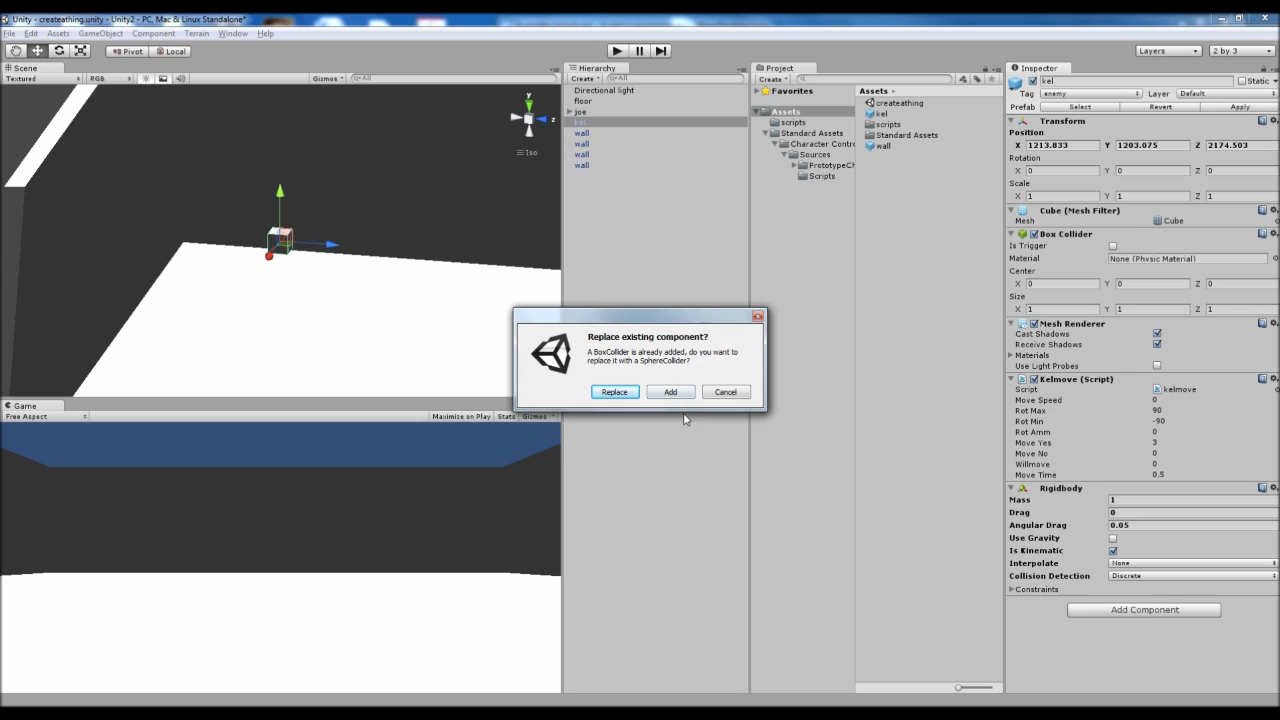 Unity - createathing.unity - Unity2 - PC, Mac & Linux Standalone*
File Edit Assets GameObject Component Terrain Window Help
Pivot Local Layers 2 by 3
Scene
Textured RGB Gizmos All
y
z
Iso
Game
Free Aspect Maximize on Play Stats Gizmos
Hierarchy
Create All
Directional light
floor
joe
kel
wall
wall
wall
wall
Project
Create
Favorites
Assets
scripts
Standard Assets
Character Contro
Sources
PrototypeCh
Scripts
Assets
createathing
kel
scripts
Standard Assets
wall
Replace existing component?
A BoxCollider is already added, do you want to
replace it with a SphereCollider?
Replace Add Cancel
Inspector
kel Static
Tag enemy Layer Default
Prefab Select Revert Apply
Transform
Position
X 1213.833 Y 1203.075 Z 2174.503
Rotation
X 0 Y 0 Z 0
Scale
X 1 Y 1 Z 1
Cube (Mesh Filter)
Mesh Cube
Box Collider
Is Trigger
Material None (Physic Material)
Center
X 0 Y 0 Z 0
Size
X 1 Y 1 Z 1
Mesh Renderer
Cast Shadows
Receive Shadows
Materials
Use Light Probes
Kelmove (Script)
Script kelmove
Move Speed 0
Rot Max 90
Rot Min -90
Rot Amm 0
Move Yes 3
Move No 0
Willmove 0
Move Time 0.5
Rigidbody
Mass 1
Drag 0
Angular Drag 0.05
Use Gravity
Is Kinematic
Interpolate None
Collision Detection Discrete
Constraints
Add Component